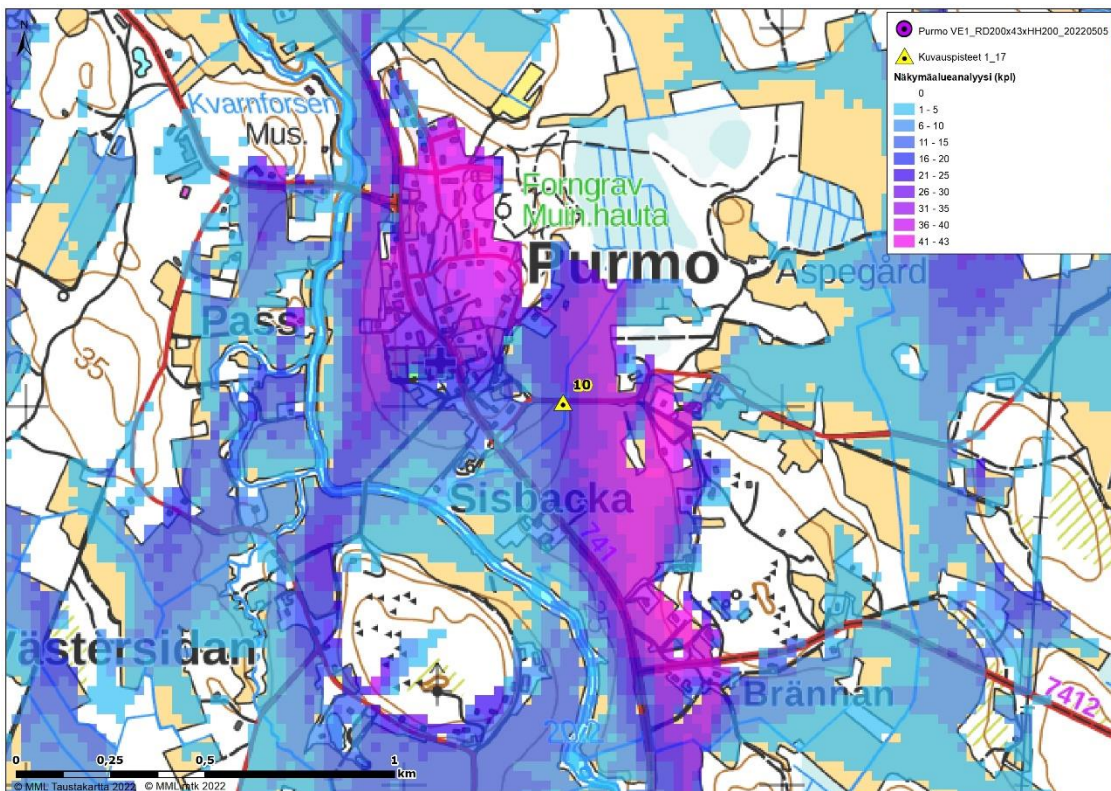 N
Purmo VE1_RD200x43xHH200_20220505
Kuvauspisteet 1_17
Näkymäalueanalyysi (kpl)
0
1 - 5
6 - 10
11 - 15
16 - 20
21 - 25
26 - 30
31 - 35
36 - 40
41 - 43
Kvarnforsen
Mus.
Forngrav
Muin.hauta
Purmo
Aspegård
Pass
35
10
Sisbacka
741
25
Västersidan
Brännan
7412
0 0,25 0,5 1
km
© MML Taustakartta 2022 © MML mtk 2022